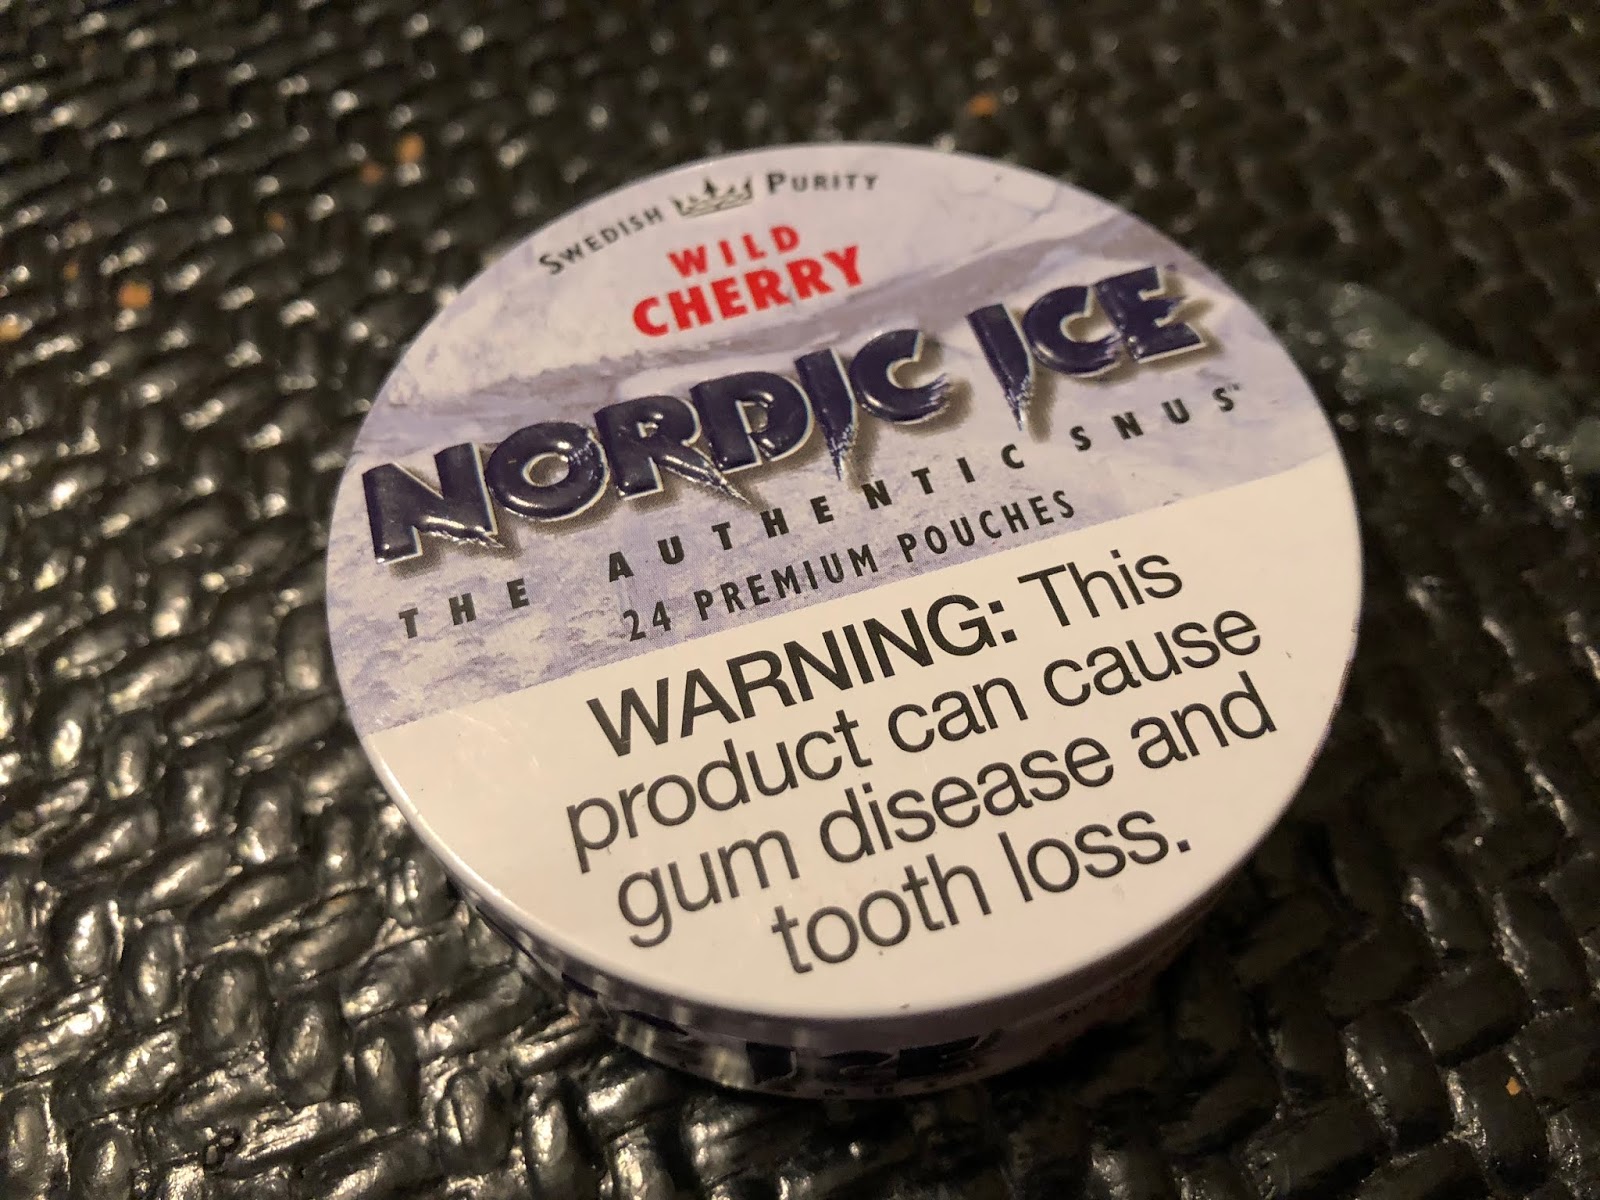 SWEDISH PURITY
WILD
CHERRY
NORDIC ICE
THE AUTHENTIC SNUS™
24 PREMIUM POUCHES
WARNING: This
product can cause
gum disease and
tooth loss.